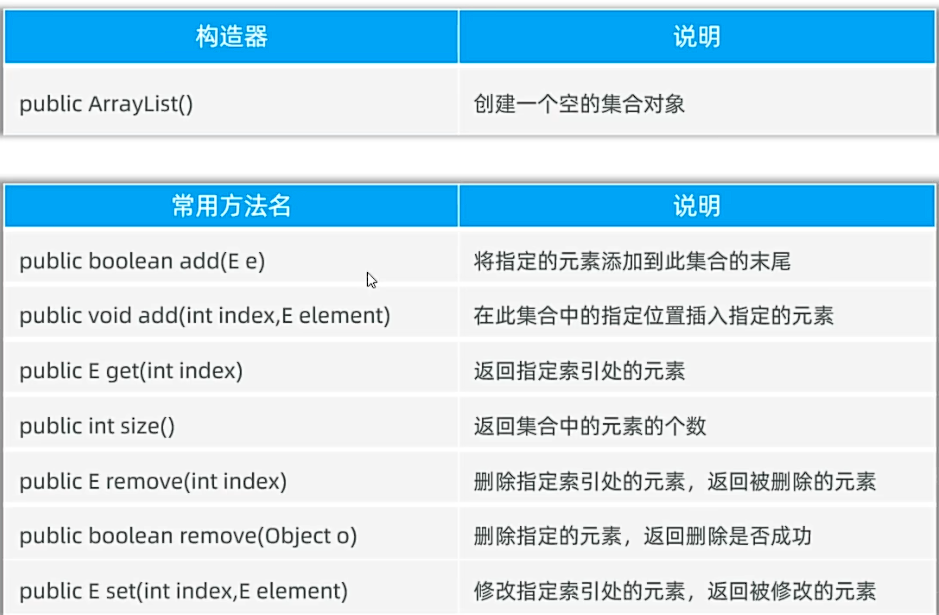 构造器 说明
public ArrayList() 创建一个空的集合对象
常用方法名 说明
public boolean add(E e) 将指定的元素添加到此集合的末尾
public void add(int index,E element) 在此集合中的指定位置插入指定的元素
public E get(int index) 返回指定索引处的元素
public int size() 返回集合中的元素的个数
public E remove(int index) 删除指定索引处的元素，返回被删除的元素
public boolean remove(Object o) 删除指定的元素，返回删除是否成功
public E set(int index,E element) 修改指定索引处的元素，返回被修改的元素